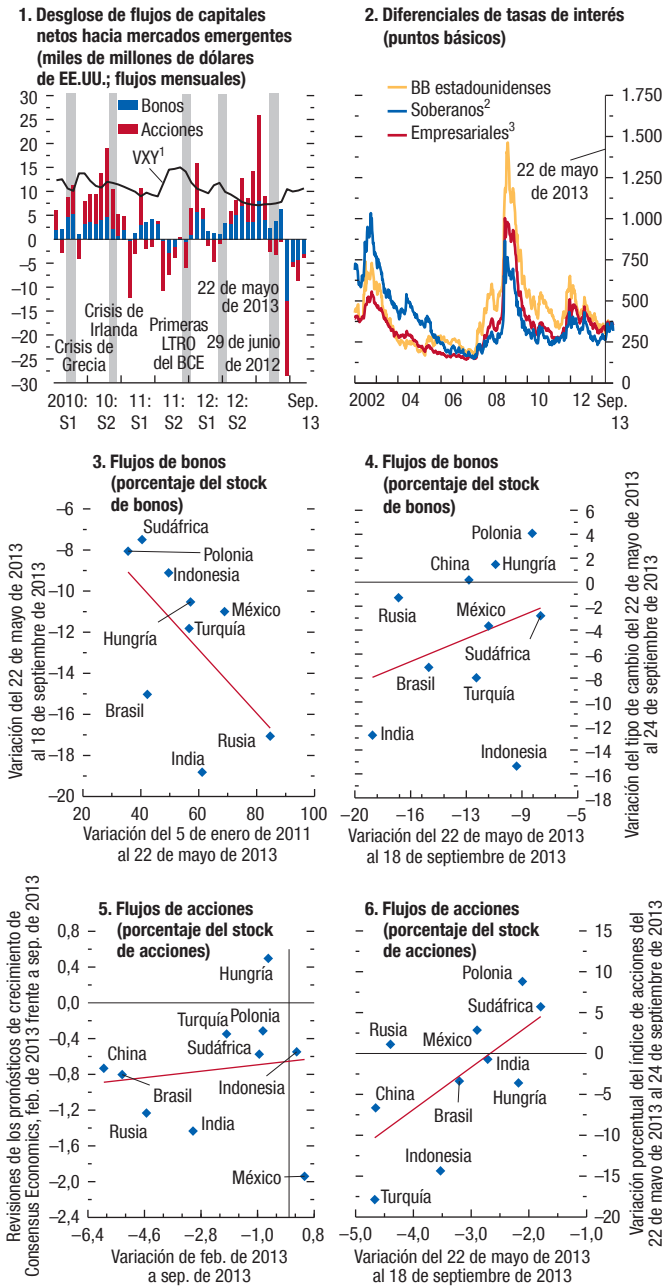 1. Desglose de flujos de capitales
netos hacia mercados emergentes
(miles de millones de dólares
de EE.UU.; flujos mensuales)
30
25
20
15
10
5
0
–5
–10
–15
–20
–25
–30
Bonos
Acciones
VXY1
22 de mayo
de 2013
Crisis de
Irlanda
Crisis de
Grecia
Primeras
LTRO
del BCE
29 de junio
de 2012
2010: 10: 11: 11: 12: 12: Sep.
S1 S2 S1 S2 S1 S2 13
2. Diferenciales de tasas de interés
(puntos básicos)
BB estadounidenses
Soberanos2
Empresariales3
22 de mayo
de 2013
1.750
1.500
1.250
1.000
750
500
250
0
2002 04 06 08 10 12 Sep.
13
3. Flujos de bonos
(porcentaje del stock
de bonos)
Variación del 22 de mayo de 2013
al 18 de septiembre de 2013
–6
–8
–10
–12
–14
–16
–18
–20
Sudáfrica
Polonia
Indonesia
México
Hungría
Turquía
Brasil
Rusia
India
20 40 60 80 100
Variación del 5 de enero de 2011
al 22 de mayo de 2013
4. Flujos de bonos
(porcentaje del stock
de bonos)
6
4
2
0
–2
–4
–6
–8
–10
–12
–14
–16
–18
Polonia
China
Hungría
Rusia
México
Sudáfrica
Brasil
Turquía
India
Indonesia
Variación del tipo de cambio del 22 de mayo de 2013
al 24 de septiembre de 2013
–20 –16 –13 –9 –5
Variación del 22 de mayo de 2013
al 18 de septiembre de 2013
5. Flujos de acciones
(porcentaje del stock
de acciones)
Revisiones de los pronósticos de crecimiento de
Consensus Economics, feb. de 2013 frente a sep. de 2013
0,8
0,4
0,0
–0,4
–0,8
–1,2
–1,6
–2,0
–2,4
Hungría
Turquía
Polonia
China
Sudáfrica
Brasil
Indonesia
Rusia
India
México
–6,4 –4,6 –2,8 –1,0 0,8
Variación de feb. de 2013
a sep. de 2013
6. Flujos de acciones
(porcentaje del stock
de acciones)
15
10
5
0
–5
–10
–15
–20
Polonia
Sudáfrica
Rusia
México
India
China
Brasil
Hungría
Indonesia
Turquía
Variación porcentual del índice de acciones del
22 de mayo de 2013 al 24 de septiembre de 2013
–5,0 –4,0 –3,0 –2,0 –1,0
Variación del 22 de mayo de 2013
al 18 de septiembre de 2013